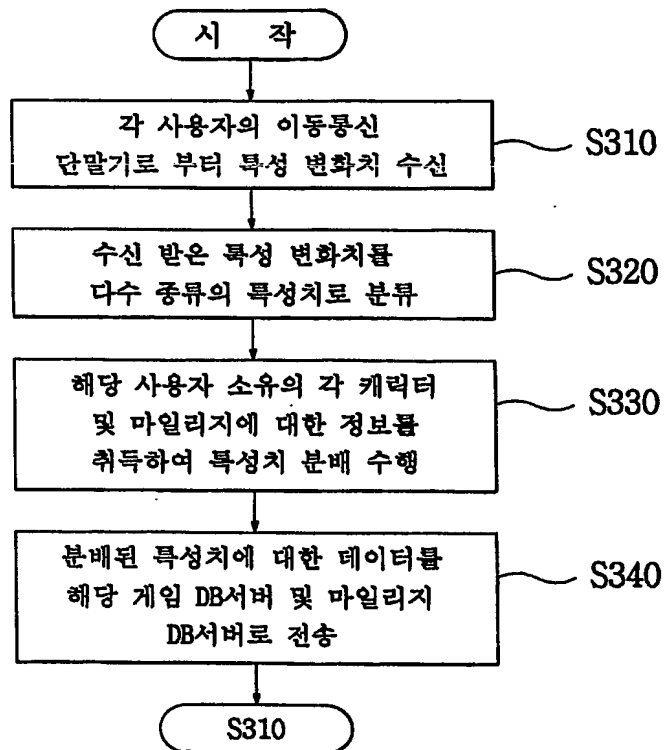 시 작
각 사용자의 이동통신
단말기로 부터 특성 변화치 수신
S310
수신 받은 특성 변화치를
다수 종류의 특성치로 분류
S320
해당 사용자 소유의 각 캐릭터
및 마일리지에 대한 정보를
취득하여 특성치 분배 수행
S330
분배된 특성치에 대한 데이터를
해당 게임 DB서버 및 마일리지
DB서버로 전송
S340
S310